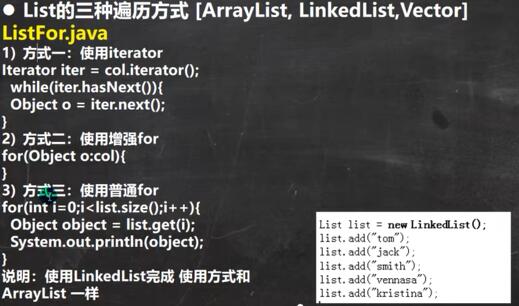 ● List的三种遍历方式 [ArrayList, LinkedList,Vector]
ListFor.java
1) 方式一：使用iterator
Iterator iter = col.iterator();
while(iter.hasNext()){
Object o = iter.next();
}
2) 方式二：使用增强for
for(Object o:col){
}
3) 方式三：使用普通for
for(int i=0;i<list.size();i++){
Object object = list.get(i);
System.out.println(object);
}
说明：使用LinkedList完成 使用方式和
ArrayList 一样
List list = new LinkedList();
list.add("tom");
list.add("jack");
list.add("smith");
list.add("vennasa");
list.add("kristina");